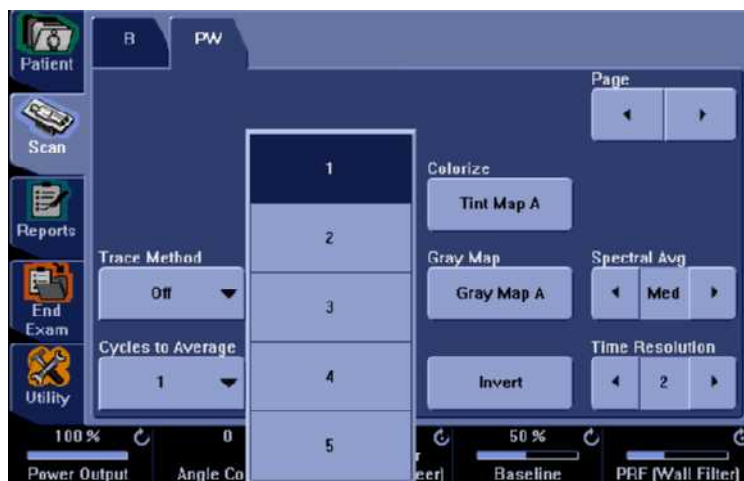 B
PW
Patient
Page
Scan
1
Colorize
Tint Map A
2
Reports
Trace Method
Gray Map
Spectral Avg
Off
3
Gray Map A
Med
End
Exam
Cycles to Average
Time Resolution
1
4
Invert
2
Utility
100 %
0
5
50 %
Power Output
Angle Co
eer)
Baseline
PRF (Wall Filter)